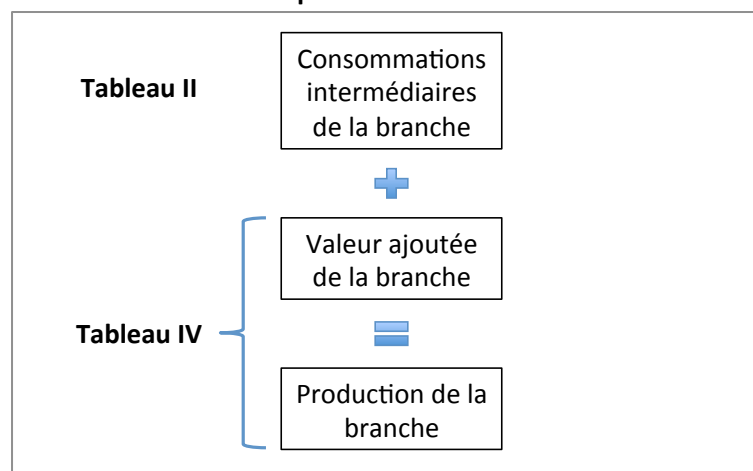 Consommations
Tableau II
intermédiaires
de la branche
Valeur ajoutée
de la branche
Tableau IV
Production de la
branche